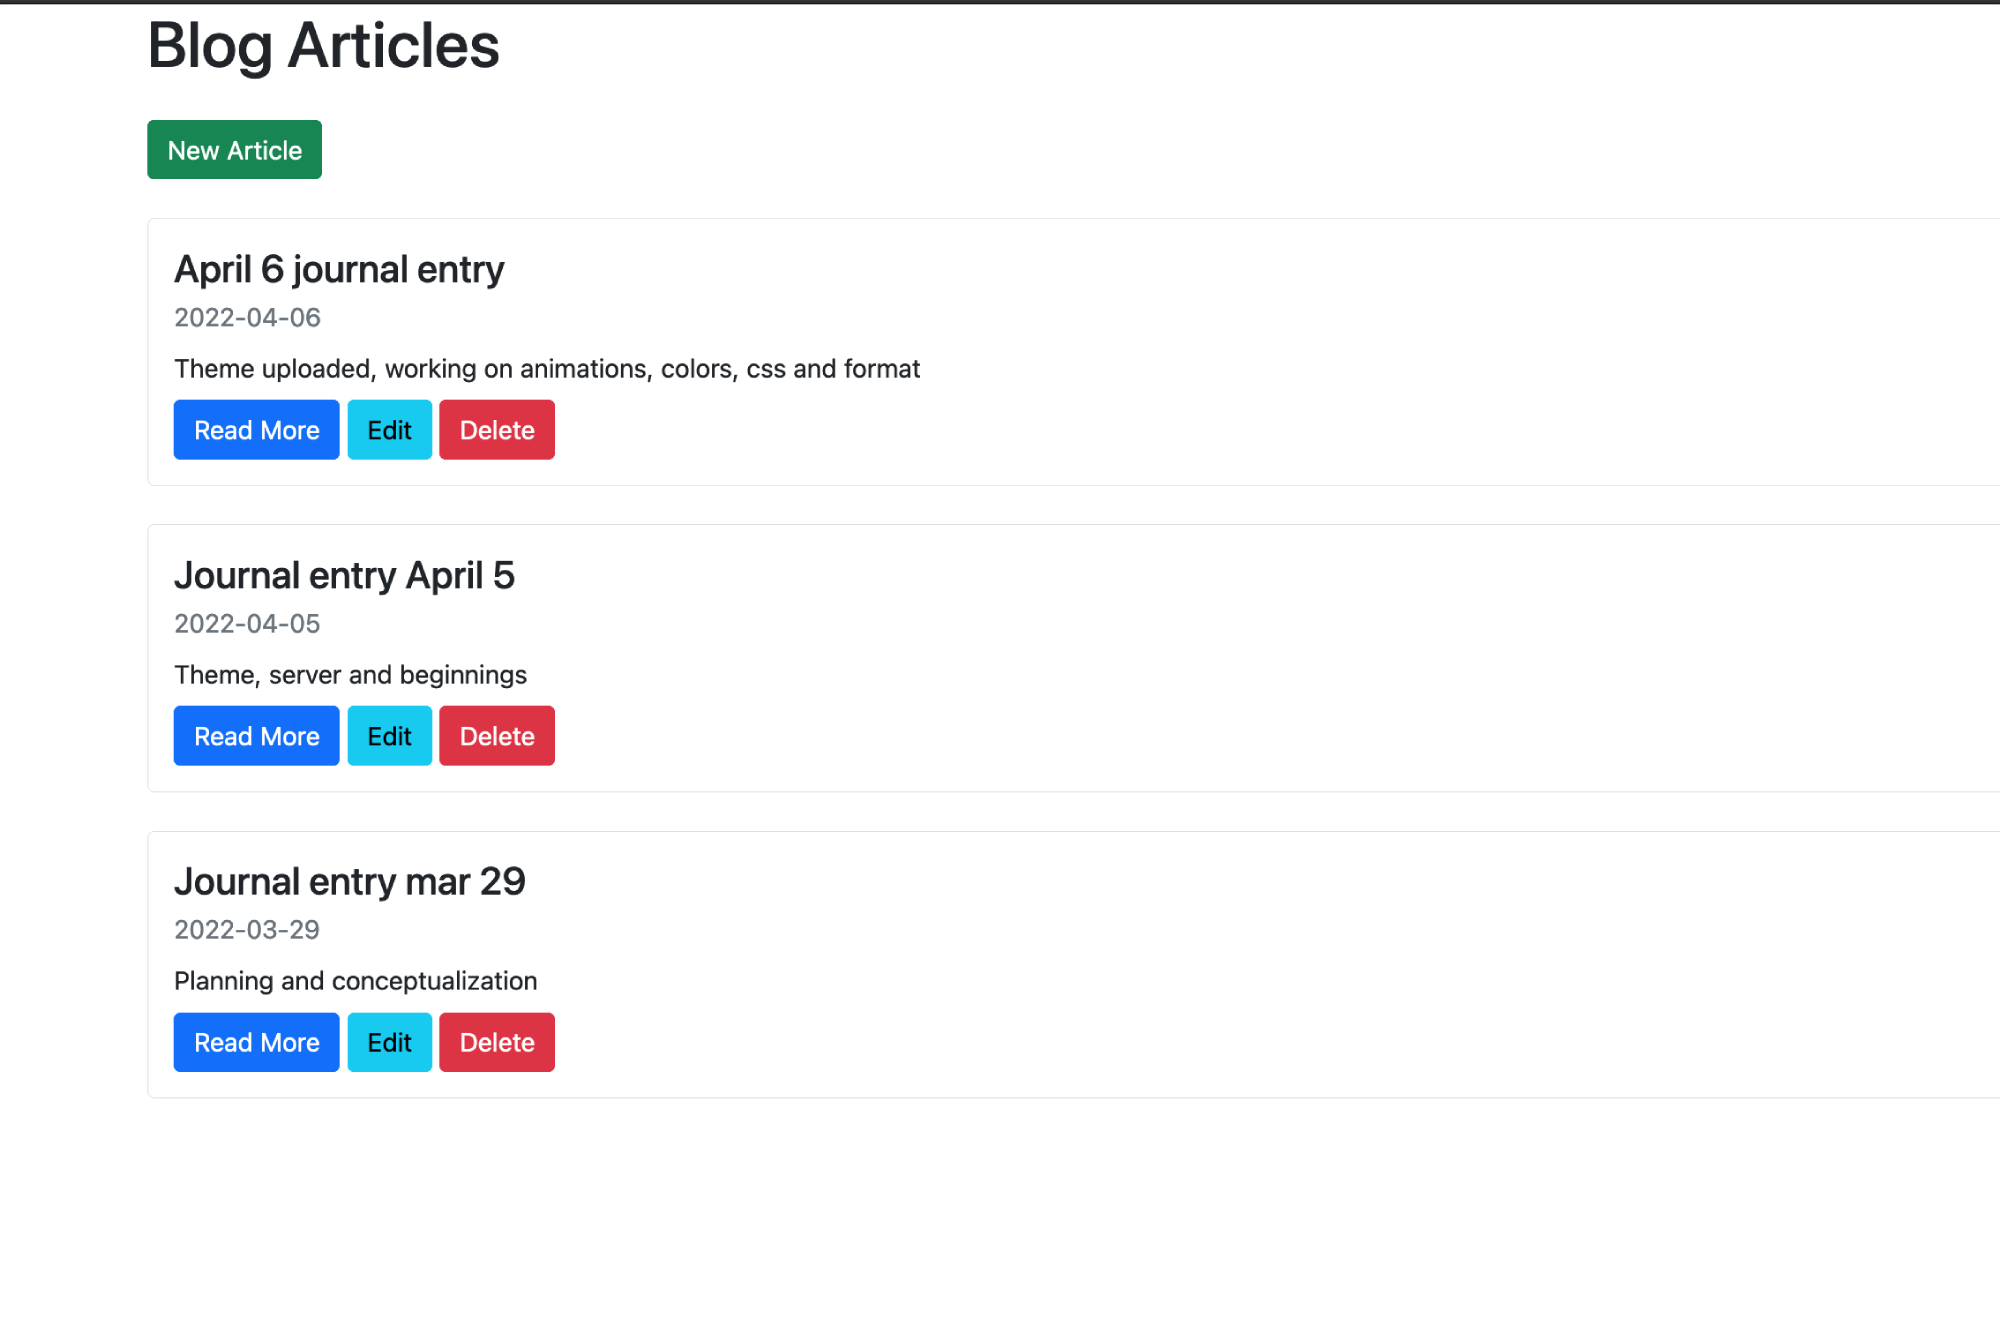 Blog Articles
New Article
April 6 journal entry
2022-04-06
Theme uploaded, working on animations, colors, css and format
Read More Edit Delete
Journal entry April 5
2022-04-05
Theme, server and beginnings
Read More Edit Delete
Journal entry mar 29
2022-03-29
Planning and conceptualization
Read More Edit Delete